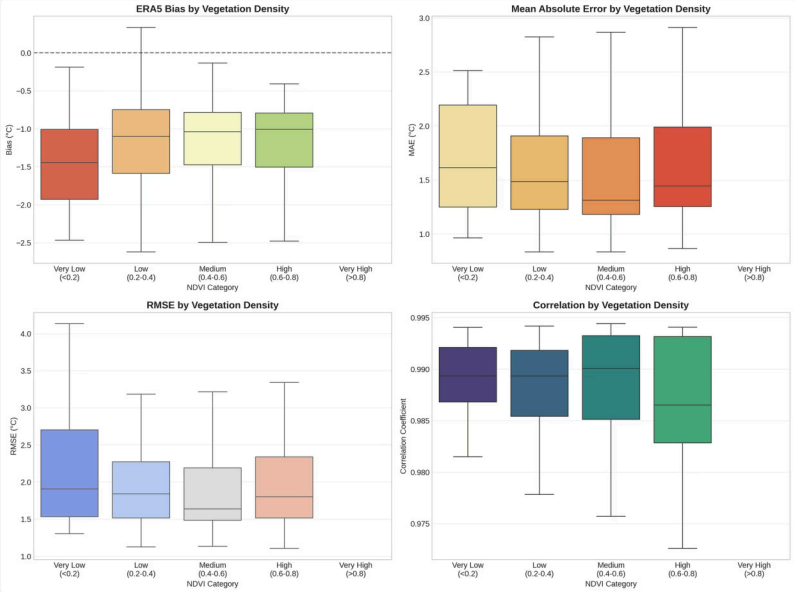 ERA5 Bias by Vegetation Density
Bias (°C)
0.0
−0.5
−1.0
−1.5
−2.0
−2.5
Very Low Low Medium High Very High
(<0.2) (0.2-0.4) (0.4-0.6) (0.6-0.8) (>0.8)
NDVI Category
Mean Absolute Error by Vegetation Density
MAE (°C)
3.0
2.5
2.0
1.5
1.0
Very Low Low Medium High Very High
(<0.2) (0.2-0.4) (0.4-0.6) (0.6-0.8) (>0.8)
NDVI Category
RMSE by Vegetation Density
RMSE (°C)
4.0
3.5
3.0
2.5
2.0
1.5
1.0
Very Low Low Medium High Very High
(<0.2) (0.2-0.4) (0.4-0.6) (0.6-0.8) (>0.8)
NDVI Category
Correlation by Vegetation Density
Correlation Coefficient
0.995
0.990
0.985
0.980
0.975
Very Low Low Medium High Very High
(<0.2) (0.2-0.4) (0.4-0.6) (0.6-0.8) (>0.8)
NDVI Category